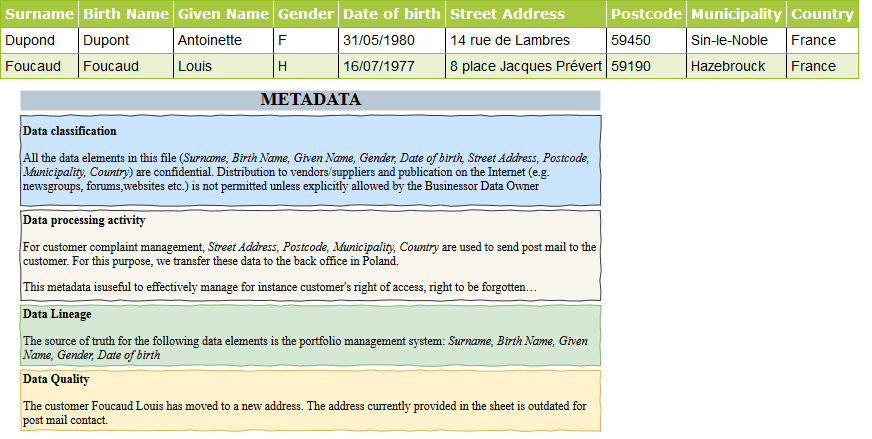 Surname Birth Name Given Name Gender Date of birth Street Address Postcode Municipality Country
Dupond Dupont Antoinette F 31/05/1980 14 rue de Lambres 59450 Sin-le-Noble France
Foucaud Foucaud Louis H 16/07/1977 8 place Jacques Prévert 59190 Hazebrouck France
METADATA
Data classification
All the data elements in this file (Surname, Birth Name, Given Name, Gender, Date of birth, Street Address, Postcode,
Municipality, Country) are confidential. Distribution to vendors/suppliers and publication on the Internet (e.g.
newsgroups, forums,websites etc.) is not permitted unless explicitly allowed by the Businessor Data Owner
Data processing activity
For customer complaint management, Street Address, Postcode, Municipality, Country are used to send post mail to the
customer. For this purpose, we transfer these data to the back office in Poland.
This metadata isuseful to effectively manage for instance customer's right of access, right to be forgotten…
Data Lineage
The source of truth for the following data elements is the portfolio management system: Surname, Birth Name, Given
Name, Gender, Date of birth
Data Quality
The customer Foucaud Louis has moved to a new address. The address currently provided in the sheet is outdated for
post mail contact.